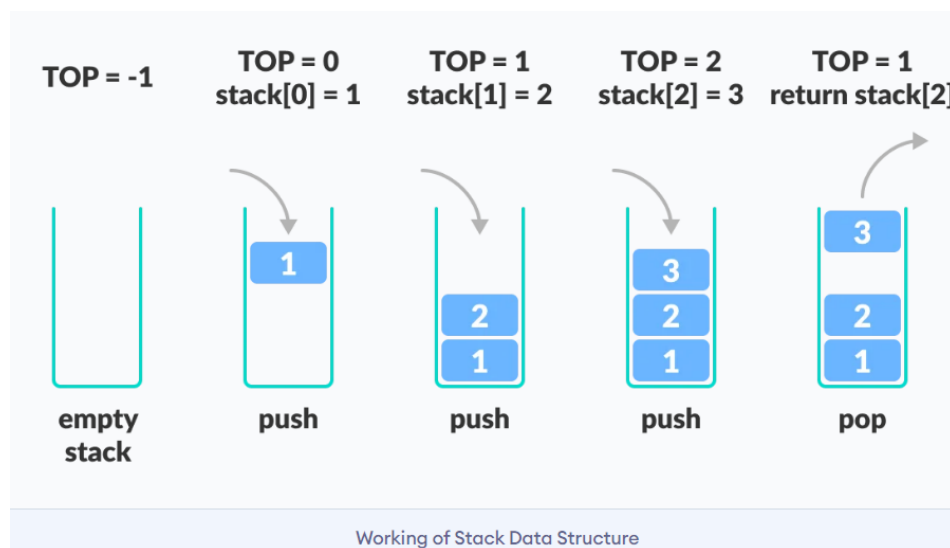 TOP = -1
TOP = 0
stack[0] = 1
TOP = 1
stack[1] = 2
TOP = 2
stack[2] = 3
TOP = 1
return stack[2]
1
2
1
3
2
1
3
2
1
empty
stack
push
push
push
pop
Working of Stack Data Structure